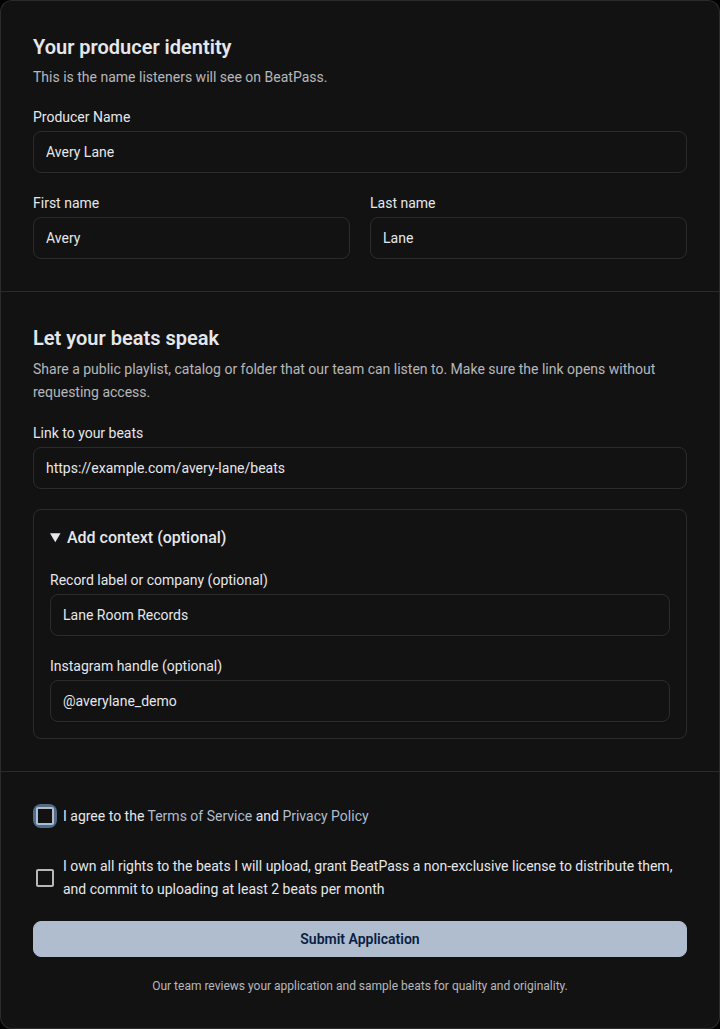 Your producer identity
This is the name listeners will see on BeatPass.
Producer Name
Avery Lane
First name
Last name
Avery
Lane
Let your beats speak
Share a public playlist, catalog or folder that our team can listen to. Make sure the link opens without
requesting access.
Link to your beats
https://example.com/avery-lane/beats
Add context (optional)
Record label or company (optional)
Lane Room Records
Instagram handle (optional)
@averylane_demo
I agree to the Terms of Service and Privacy Policy
I own all rights to the beats I will upload, grant BeatPass a non-exclusive license to distribute them,
and commit to uploading at least 2 beats per month
Submit Application
Our team reviews your application and sample beats for quality and originality.